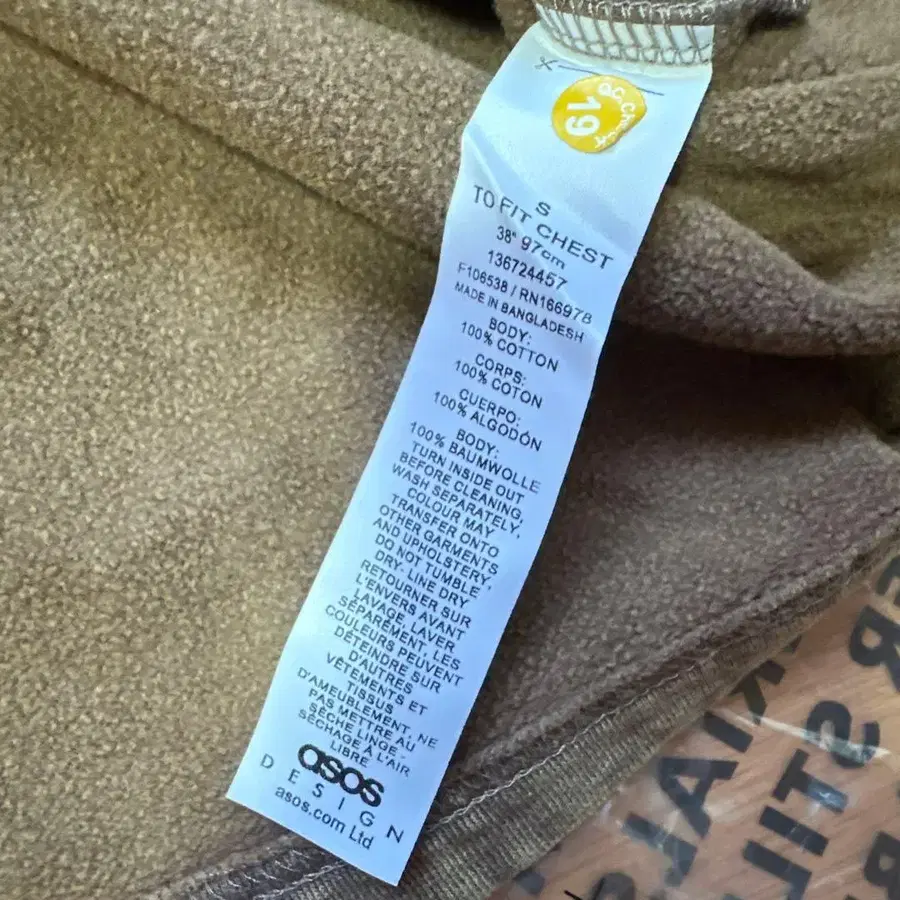 QC Check
19
S
TO FIT CHEST
38" 97cm
136724457
F106538 / RN166978
MADE IN BANGLADESH
BODY:
100% COTTON
CORPS:
100% COTON
CUERPO:
100% ALGODÓN
BODY:
100% BAUMWOLLE
TURN INSIDE OUT
BEFORE CLEANING,
WASH SEPARATELY,
COLOUR MAY
TRANSFER ONTO
OTHER GARMENTS
AND UPHOLSTERY,
DO NOT TUMBLE
DRY. LINE DRY
RETOURNER SUR
L'ENVERS AVANT
LAVAGE, LAVER
SÉPARÉMENT, LES
COULEURS PEUVENT
DÉTEINDRE SUR
D'AUTRES
VÊTEMENTS ET
TISSUS
D'AMEUBLEMENT, NE
PAS METTRE AU
SÈCHE LINGE -
SÉCHAGE À L'AIR
LIBRE
asos
DESIGN
asos.com Ltd